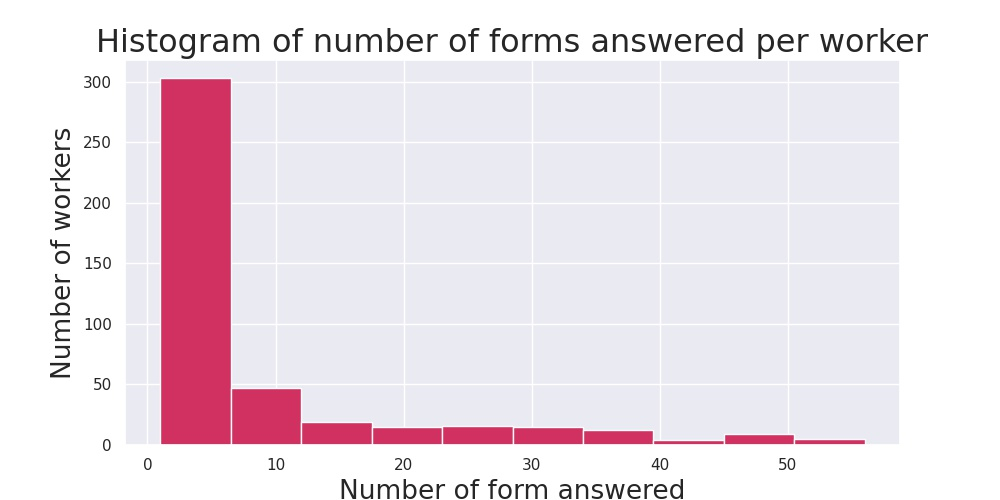 Histogram of number of forms answered per worker
Number of workers
300
250
200
150
100
50
0
0 10 20 30 40 50
Number of form answered